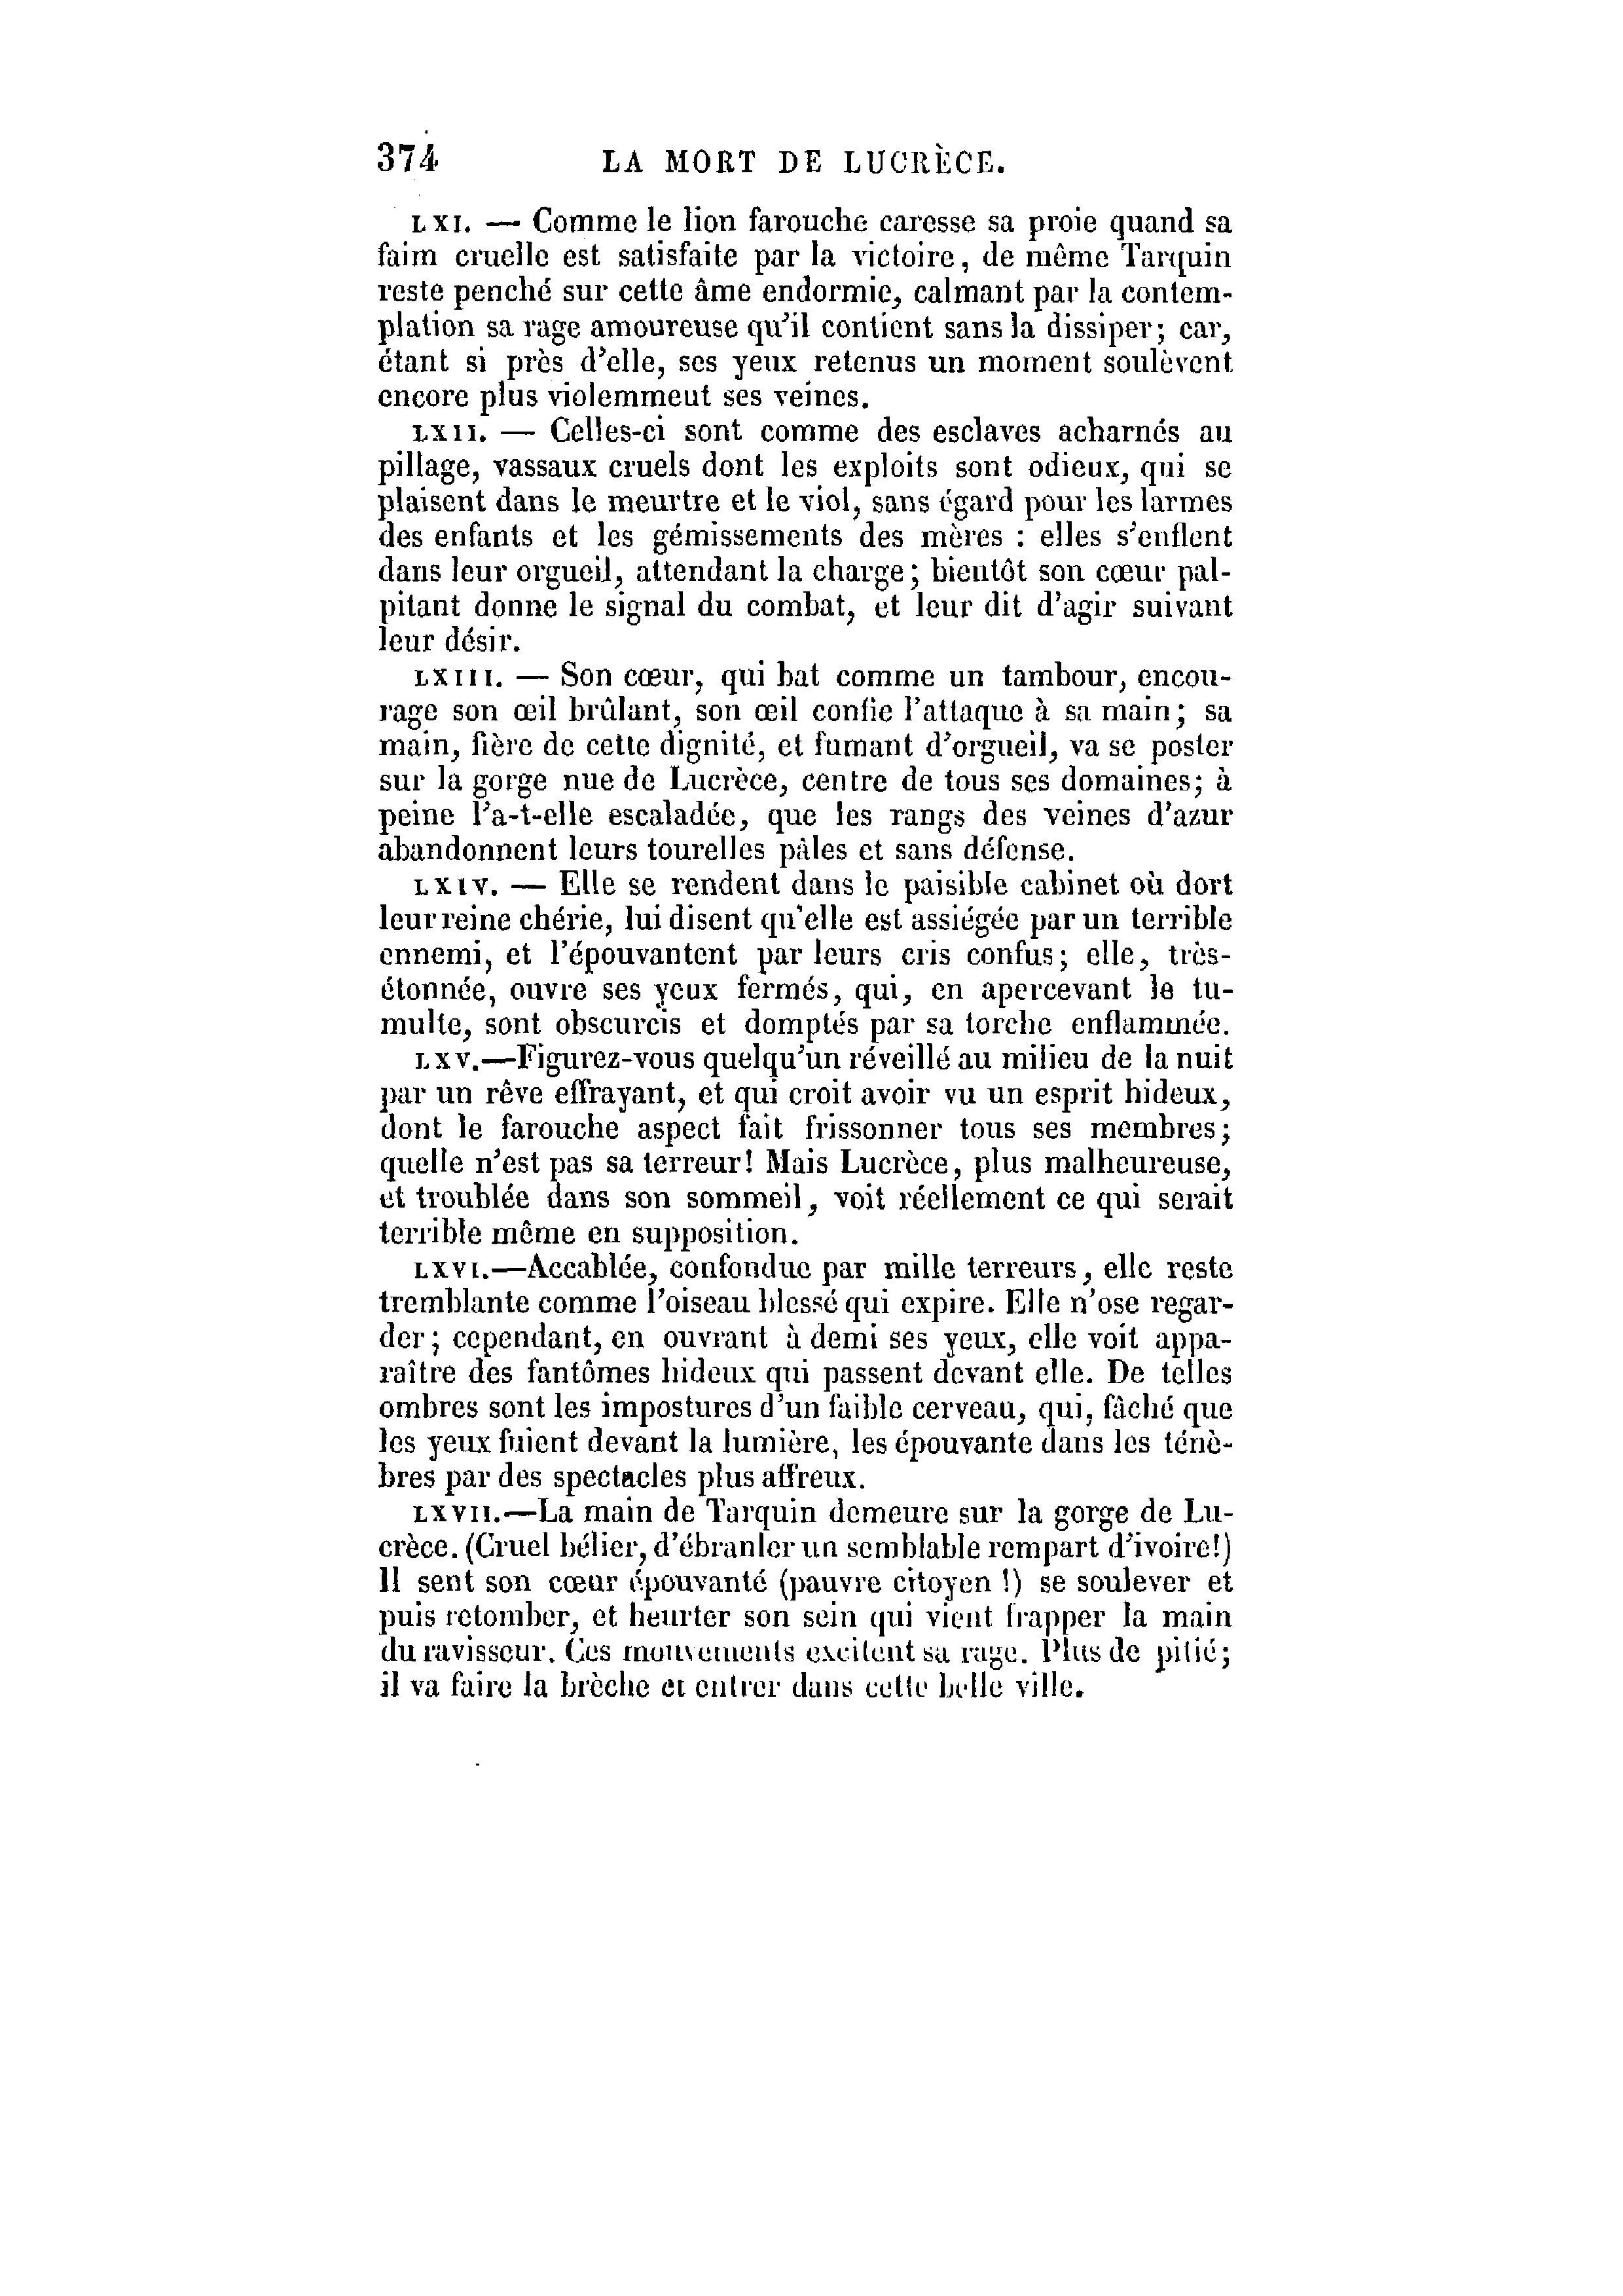 374 LA MORT DE LUCRÈCE.
LXI. — Comme le lion farouche caresse sa proie quand sa
faim cruelle est satisfaite par la victoire, de même Tarquin
reste penché sur cette âme endormie, calmant par la contem-
plation sa rage amoureuse qu'il contient sans la dissiper; car,
étant si près d'elle, ses yeux retenus un moment soulèvent
encore plus violemmeut ses veines.
LXII. — Celles-ci sont comme des esclaves acharnés au
pillage, vassaux cruels dont les exploits sont odieux, qui se
plaisent dans le meurtre et le viol, sans égard pour les larmes
des enfants et les gémissements des mères : elles s'enflent
dans leur orgueil, attendant la charge; bientôt son cœur pal-
pitant donne le signal du combat, et leur dit d'agir suivant
leur désir.
LXIII. — Son cœur, qui bat comme un tambour, encou-
rage son œil brûlant, son œil confie l'attaque à sa main; sa
main, fière de cette dignité, et fumant d'orgueil, va se poster
sur la gorge nue de Lucrèce, centre de tous ses domaines; à
peine l'a-t-elle escaladée, que les rangs des veines d'azur
abandonnent leurs tourelles pâles et sans défense.
LXIV. — Elle se rendent dans le paisible cabinet où dort
leur reine chérie, lui disent qu'elle est assiégée par un terrible
ennemi, et l'épouvantent par leurs cris confus; elle, très-
étonnée, ouvre ses yeux fermés, qui, en apercevant le tu-
multe, sont obscurcis et domptés par sa torche enflammée.
LXV.—Figurez-vous quelqu'un réveillé au milieu de la nuit
par un rêve effrayant, et qui croit avoir vu un esprit hideux,
dont le farouche aspect fait frissonner tous ses membres;
quelle n'est pas sa terreur! Mais Lucrèce, plus malheureuse,
et troublée dans son sommeil, voit réellement ce qui serait
terrible même en supposition.
LXVI.—Accablée, confondue par mille terreurs, elle reste
tremblante comme l'oiseau blessé qui expire. Elle n'ose regar-
der; cependant, en ouvrant à demi ses yeux, elle voit appa-
raître des fantômes hideux qui passent devant elle. De telles
ombres sont les impostures d'un faible cerveau, qui, fâché que
les yeux fuient devant la lumière, les épouvante dans les ténè-
bres par des spectacles plus affreux.
LXVII.—La main de Tarquin demeure sur la gorge de Lu-
crèce. (Cruel bélier, d'ébranler un semblable rempart d'ivoire!)
Il sent son cœur épouvanté (pauvre citoyen !) se soulever et
puis retomber, et heurter son sein qui vient frapper la main
du ravisseur. Ces mouvements excitent sa rage. Plus de pitié;
il va faire la brèche et entrer dans cette belle ville.